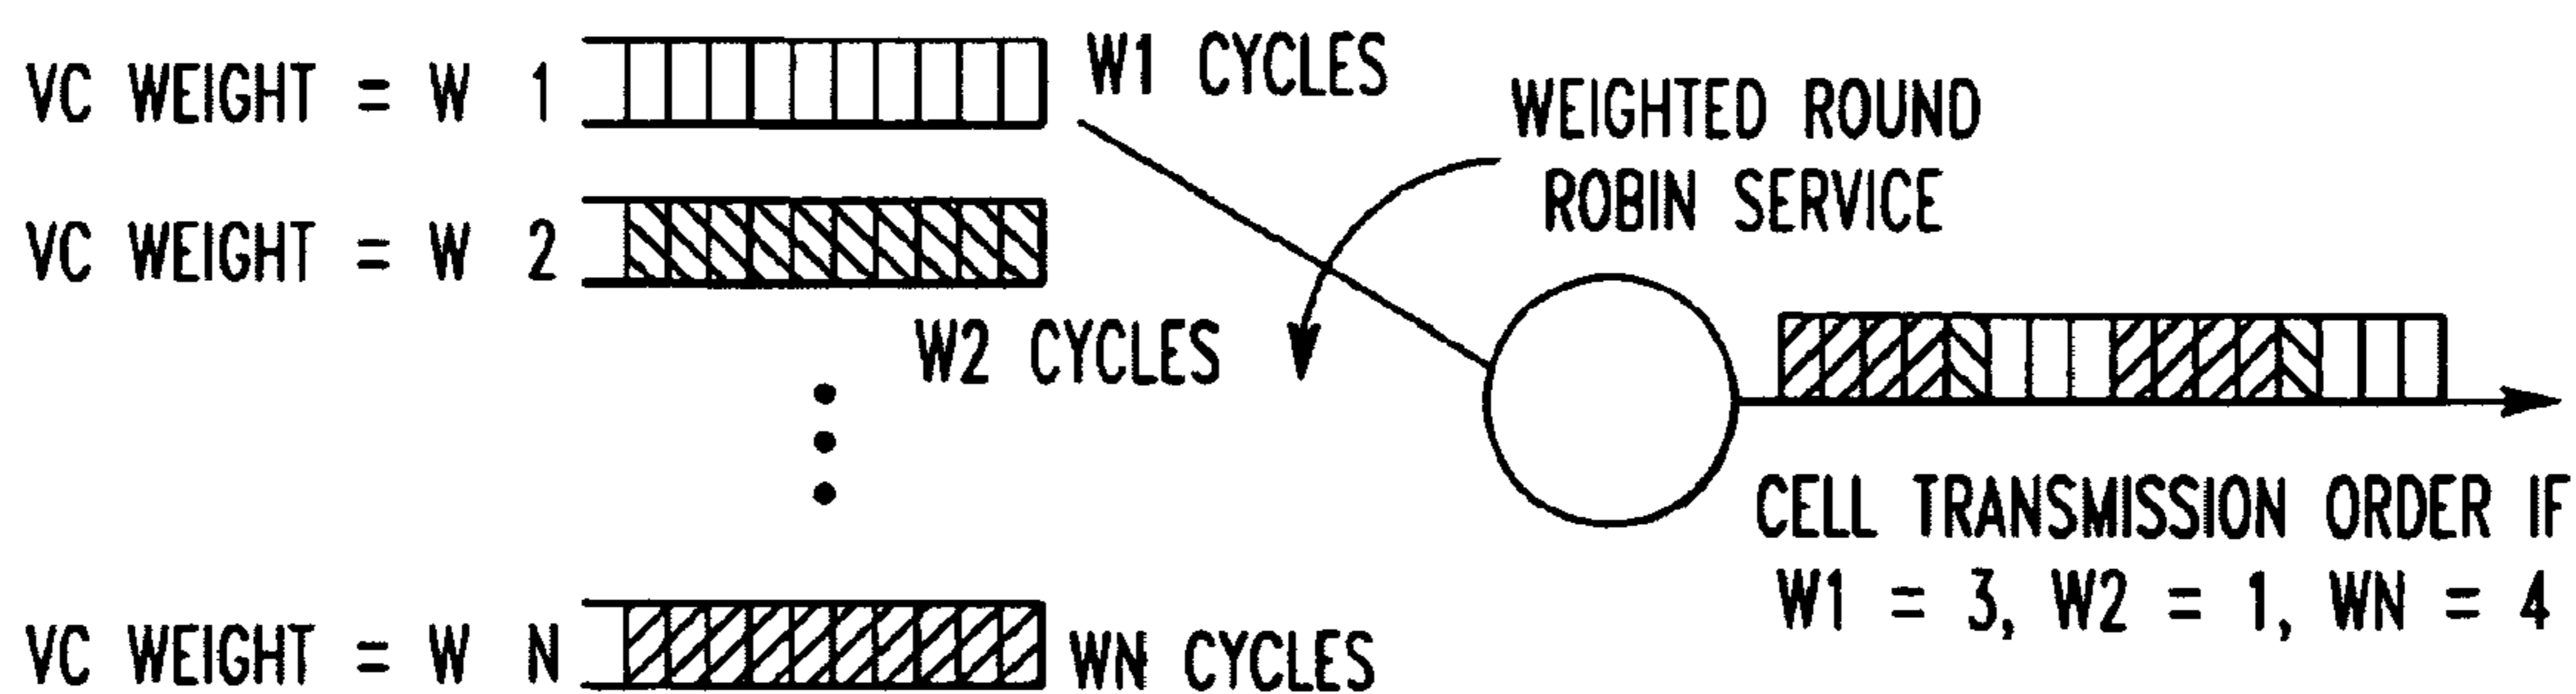 VC WEIGHT = W 1
W1 CYCLES
WEIGHTED ROUND
ROBIN SERVICE
VC WEIGHT = W 2
W2 CYCLES
CELL TRANSMISSION ORDER IF
W1 = 3, W2 = 1, WN = 4
VC WEIGHT = W N
WN CYCLES